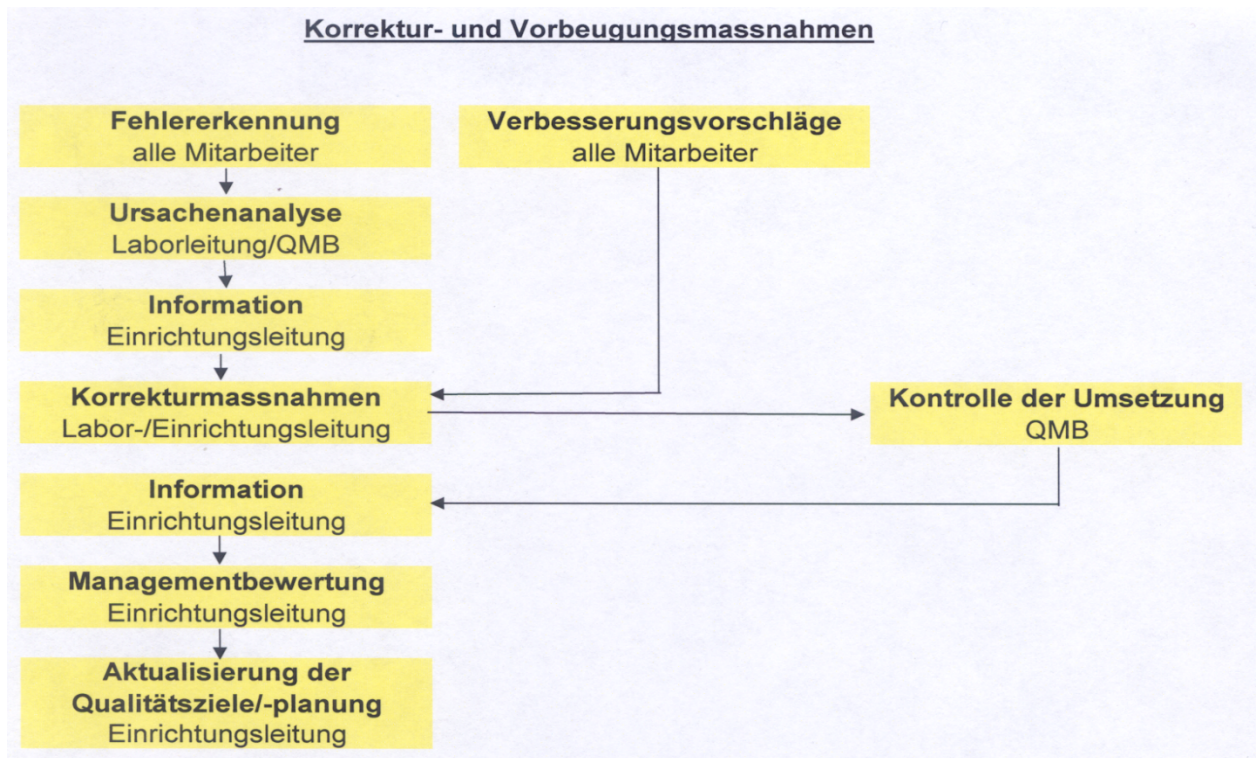 Korrektur- und Vorbeugungsmassnahmen
Fehlererkennung
alle Mitarbeiter
Verbesserungsvorschläge
alle Mitarbeiter
Ursachenanalyse
Laborleitung/QMB
Information
Einrichtungsleitung
Korrekturmassnahmen
Labor-/Einrichtungsleitung
Kontrolle der Umsetzung
QMB
Information
Einrichtungsleitung
Managementbewertung
Einrichtungsleitung
Aktualisierung der
Qualitätsziele/-planung
Einrichtungsleitung